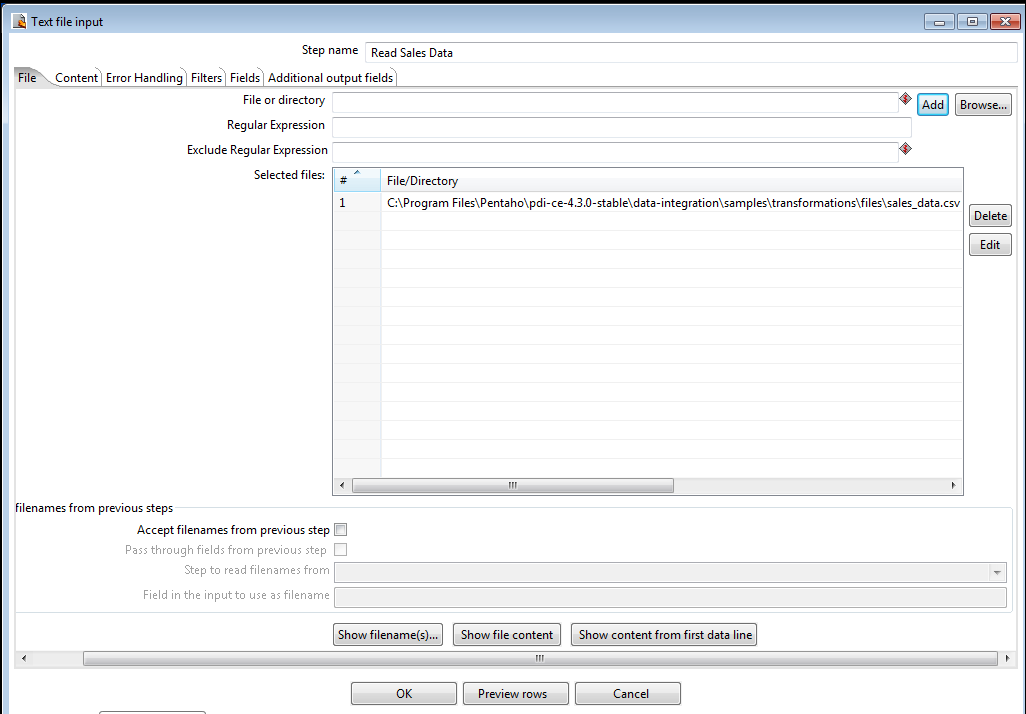 Text file input
Step name Read Sales Data
File Content Error Handling Filters Fields Additional output fields
File or directory Add Browse...
Regular Expression
Exclude Regular Expression
Selected files: # File/Directory
1 C:\Program Files\Pentaho\pdi-ce-4.3.0-stable\data-integration\samples\transformations\files\sales_data.csv
Delete
Edit
filenames from previous steps
Accept filenames from previous step
Pass through fields from previous step
Step to read filenames from
Field in the input to use as filename
Show filename(s)... Show file content Show content from first data line
OK Preview rows Cancel